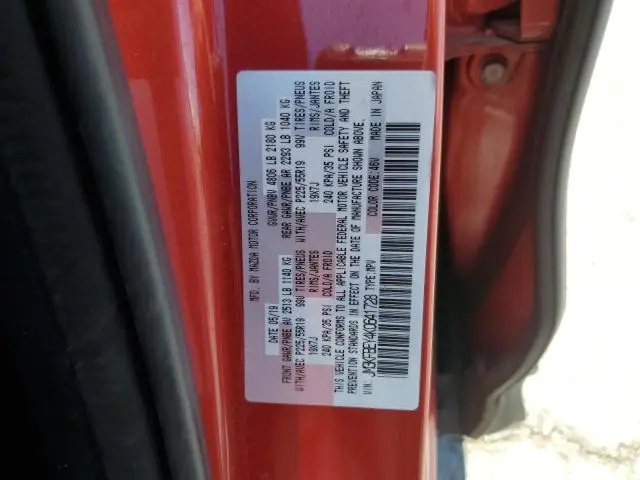 MFD. BY MAZDA MOTOR CORPORATION
DATE 05/19 GVWR/PNBV 4806 LB 2180 KG
FRONT GAWR/PNBE AV 2513 LB 1140 KG REAR GAWR/PNBE AR 2293 LB 1040 KG
WITH/AVEC P225/55R19 99V TIRES/PNEUS WITH/AVEC P225/55R19 99V TIRES/PNEUS
19X7J RIMS/JANTES 19X7J RIMS/JANTES
240 KPA/35 PSI COLD/A FROID 240 KPA/35 PSI COLD/A FROID
THIS VEHICLE CONFORMS TO ALL APPLICABLE FEDERAL MOTOR VEHICLE SAFETY AND THEFT
PREVENTION STANDARDS IN EFFECT ON THE DATE OF MANUFACTURE SHOWN ABOVE.
VIN: TYPE:MPV COLOR CODE:46V MADE IN JAPAN